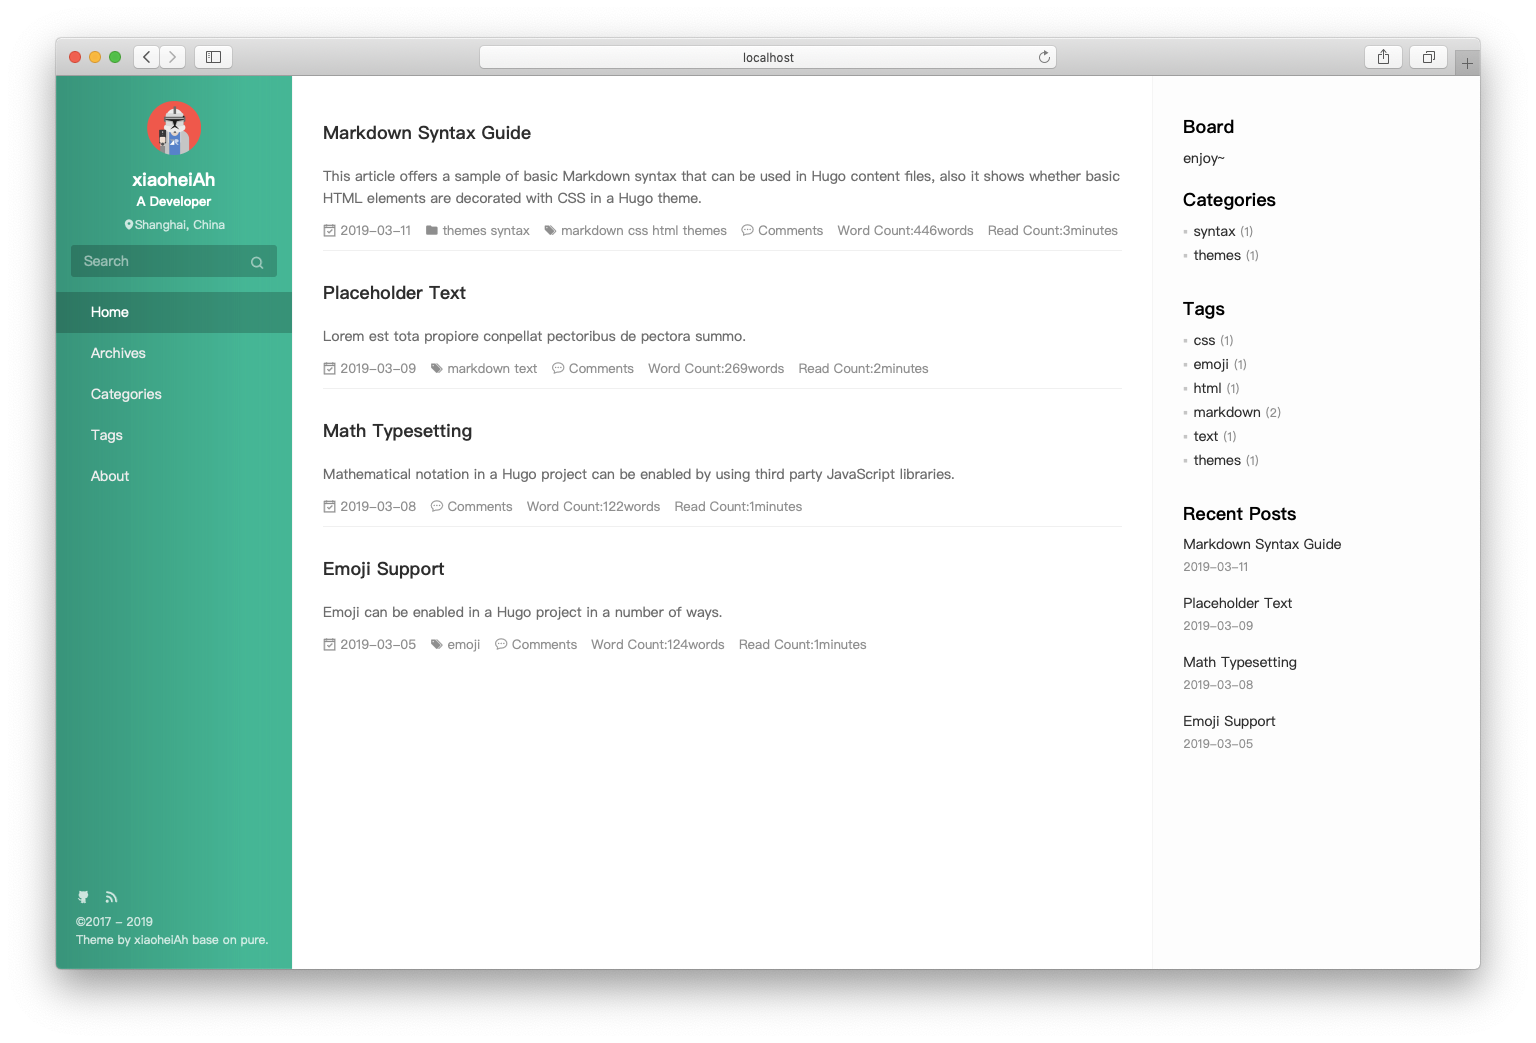 localhost
xiaoheiAh
A Developer
Shanghai, China
Search
Home
Archives
Categories
Tags
About
©2017 - 2019
Theme by xiaoheiAh base on pure.
Markdown Syntax Guide
This article offers a sample of basic Markdown syntax that can be used in Hugo content files, also it shows whether basic
HTML elements are decorated with CSS in a Hugo theme.
2019-03-11 themes syntax markdown css html themes Comments Word Count:446words Read Count:3minutes
Placeholder Text
Lorem est tota propiore conpellat pectoribus de pectora summo.
2019-03-09 markdown text Comments Word Count:269words Read Count:2minutes
Math Typesetting
Mathematical notation in a Hugo project can be enabled by using third party JavaScript libraries.
2019-03-08 Comments Word Count:122words Read Count:1minutes
Emoji Support
Emoji can be enabled in a Hugo project in a number of ways.
2019-03-05 emoji Comments Word Count:124words Read Count:1minutes
Board
enjoy~
Categories
syntax (1)
themes (1)
Tags
css (1)
emoji (1)
html (1)
markdown (2)
text (1)
themes (1)
Recent Posts
Markdown Syntax Guide
2019-03-11
Placeholder Text
2019-03-09
Math Typesetting
2019-03-08
Emoji Support
2019-03-05